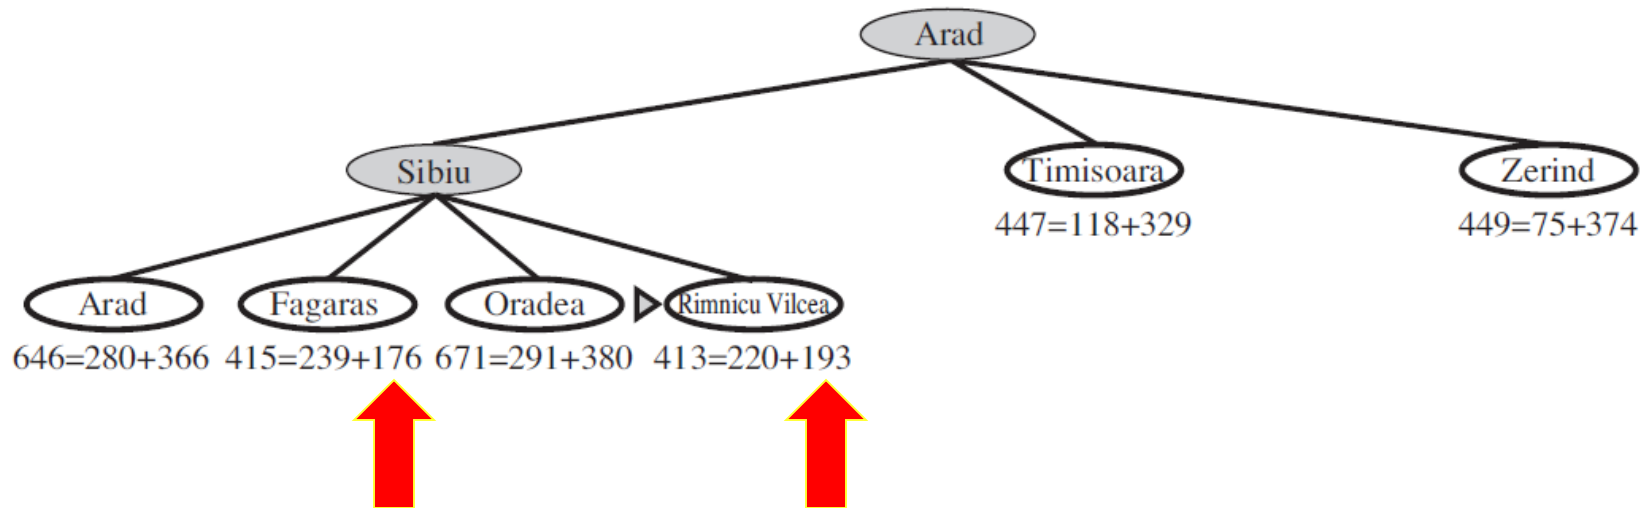 Arad
Sibiu
Timisoara
Zerind
447=118+329
449=75+374
Arad
Fagaras
Oradea
Rimnicu Vilcea
646=280+366
415=239+176
671=291+380
413=220+193